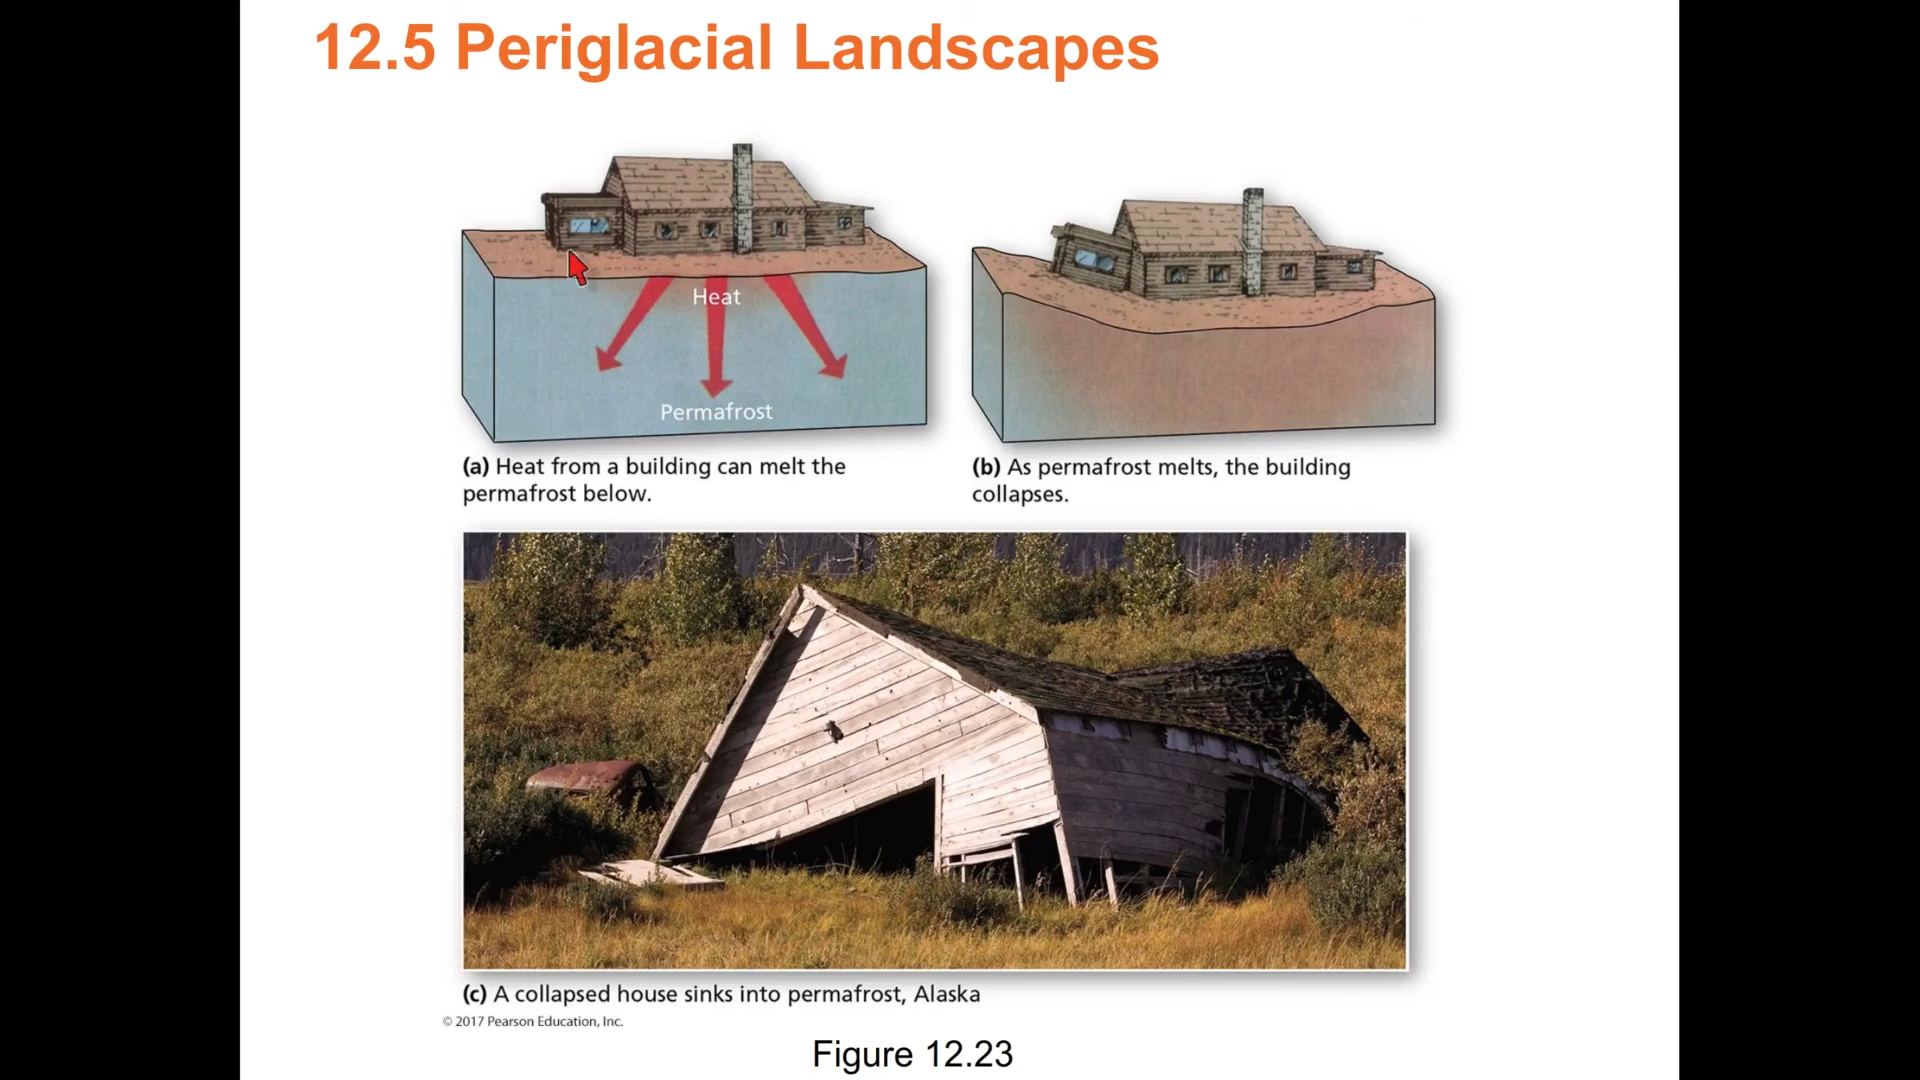 12.5 Periglacial Landscapes
Heat
Permafrost
(a) Heat from a building can melt the
permafrost below.
(b) As permafrost melts, the building
collapses.
(c) A collapsed house sinks into permafrost, Alaska
© 2017 Pearson Education, Inc.
Figure 12.23